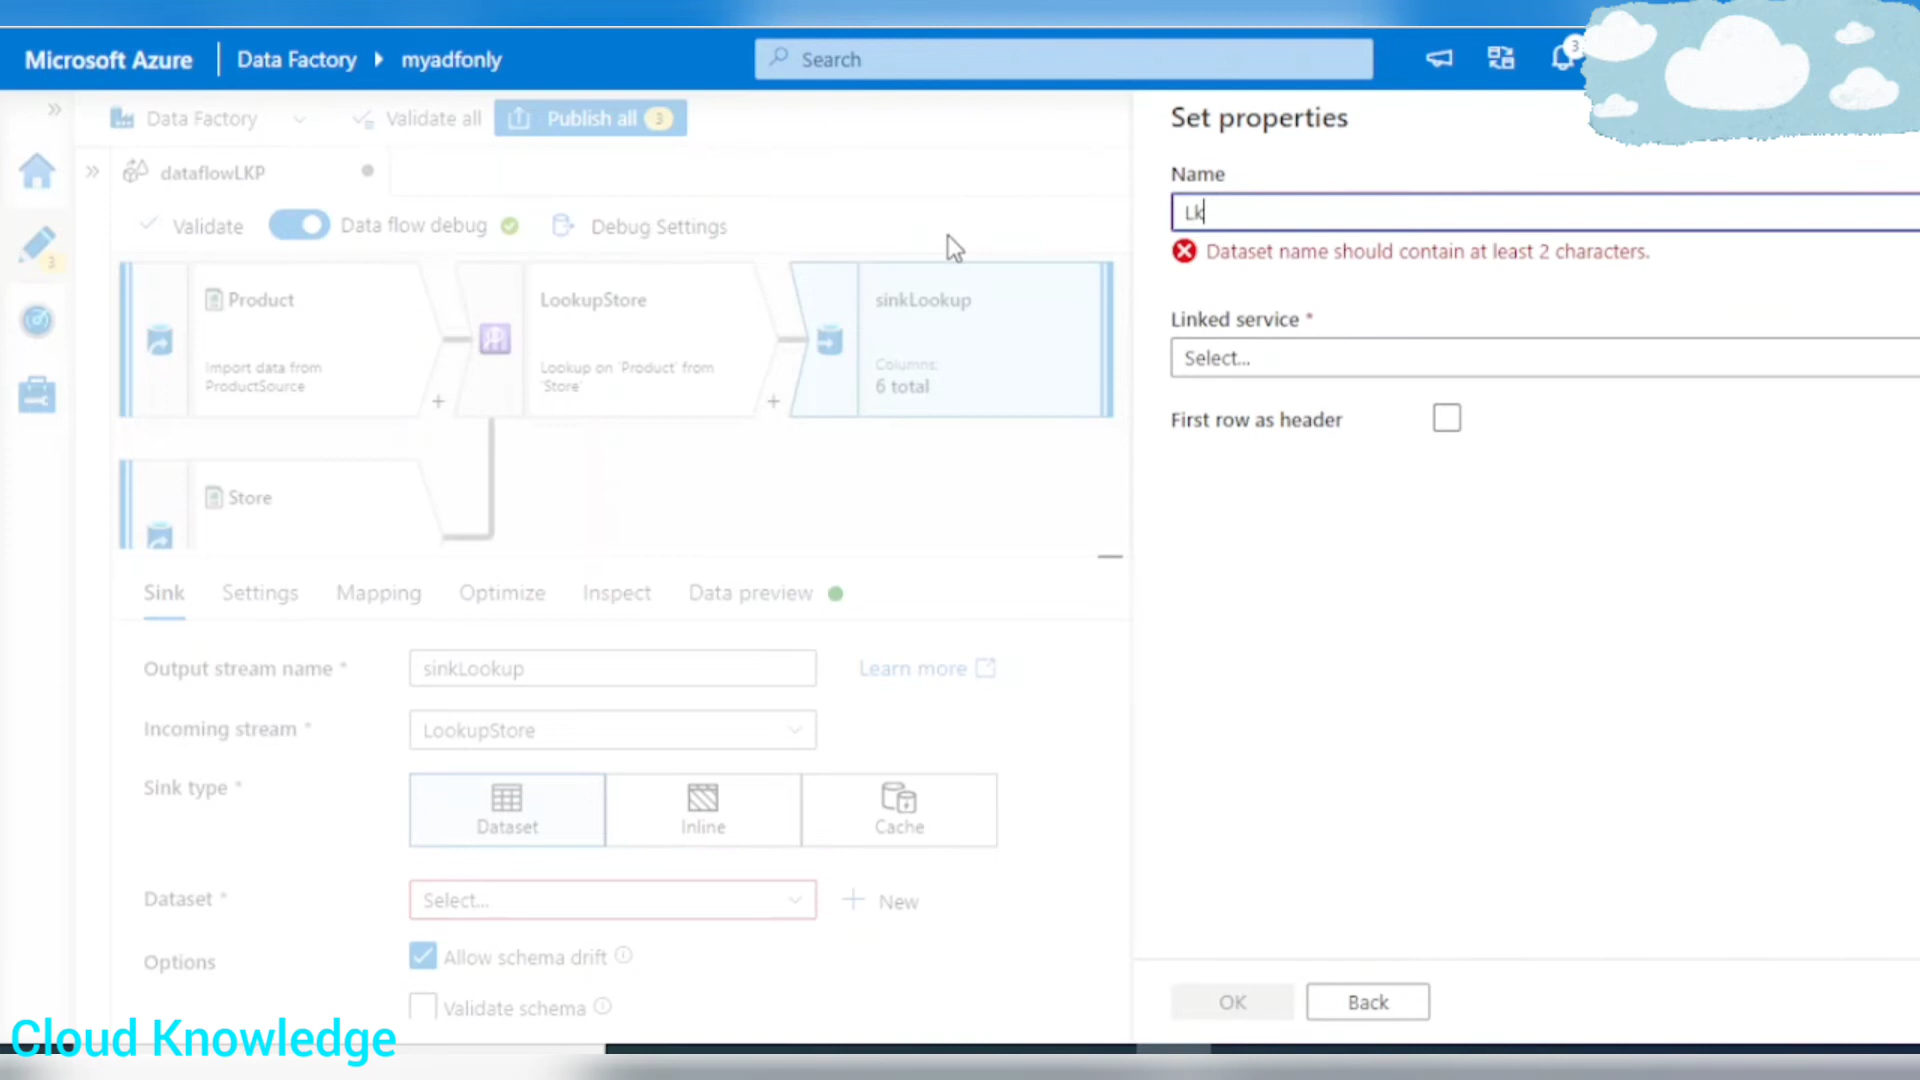 Microsoft Azure
Data Factory
myadfonly
Search
3
Data Factory
Validate all
Publish all
3
Set properties
dataflowLKP
Name
Lk
Validate
Data flow debug
Debug Settings
Dataset name should contain at least 2 characters.
3
Product
Import data from
ProductSource
LookupStore
Lookup on 'Product' from
'Store'
sinkLookup
Columns:
6 total
+
+
Linked service *
Select...
First row as header
Store
Sink
Settings
Mapping
Optimize
Inspect
Data preview
Output stream name *
sinkLookup
Learn more
Incoming stream *
LookupStore
Sink type *
Dataset
Inline
Cache
Dataset *
Select...
+ New
Options
Allow schema drift
Validate schema
OK
Back
Cloud Knowledge